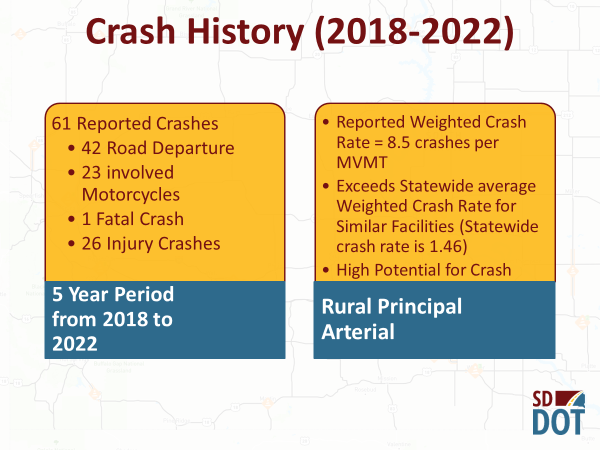 Crash History (2018-2022)
61 Reported Crashes
• 42 Road Departure
• 23 involved
Motorcycles
• 1 Fatal Crash
• 26 Injury Crashes
5 Year Period
from 2018 to
2022
• Reported Weighted Crash
Rate = 8.5 crashes per
MVMT
• Exceeds Statewide average
Weighted Crash Rate for
Similar Facilities (Statewide
crash rate is 1.46)
• High Potential for Crash
Rural Principal
Arterial
SD
DOT